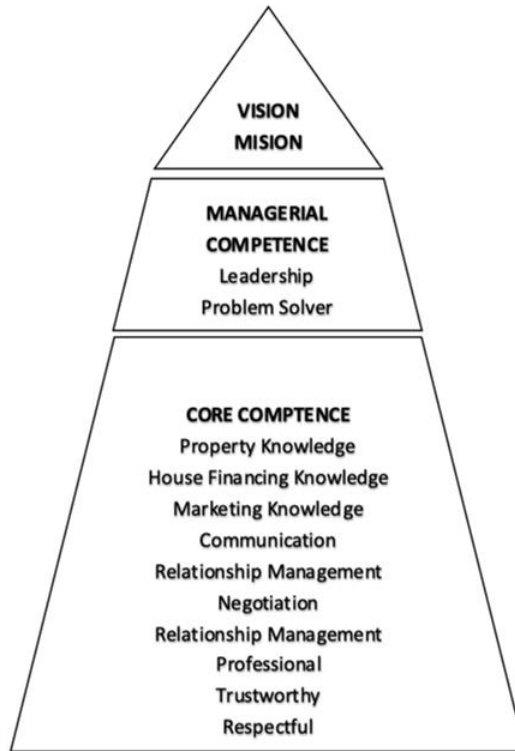 VISION
MISION
MANAGERIAL
COMPETENCE
Leadership
Problem Solver
CORE COMPTENCE
Property Knowledge
House Financing Knowledge
Marketing Knowledge
Communication
Relationship Management
Negotiation
Relationship Management
Professional
Trustworthy
Respectful